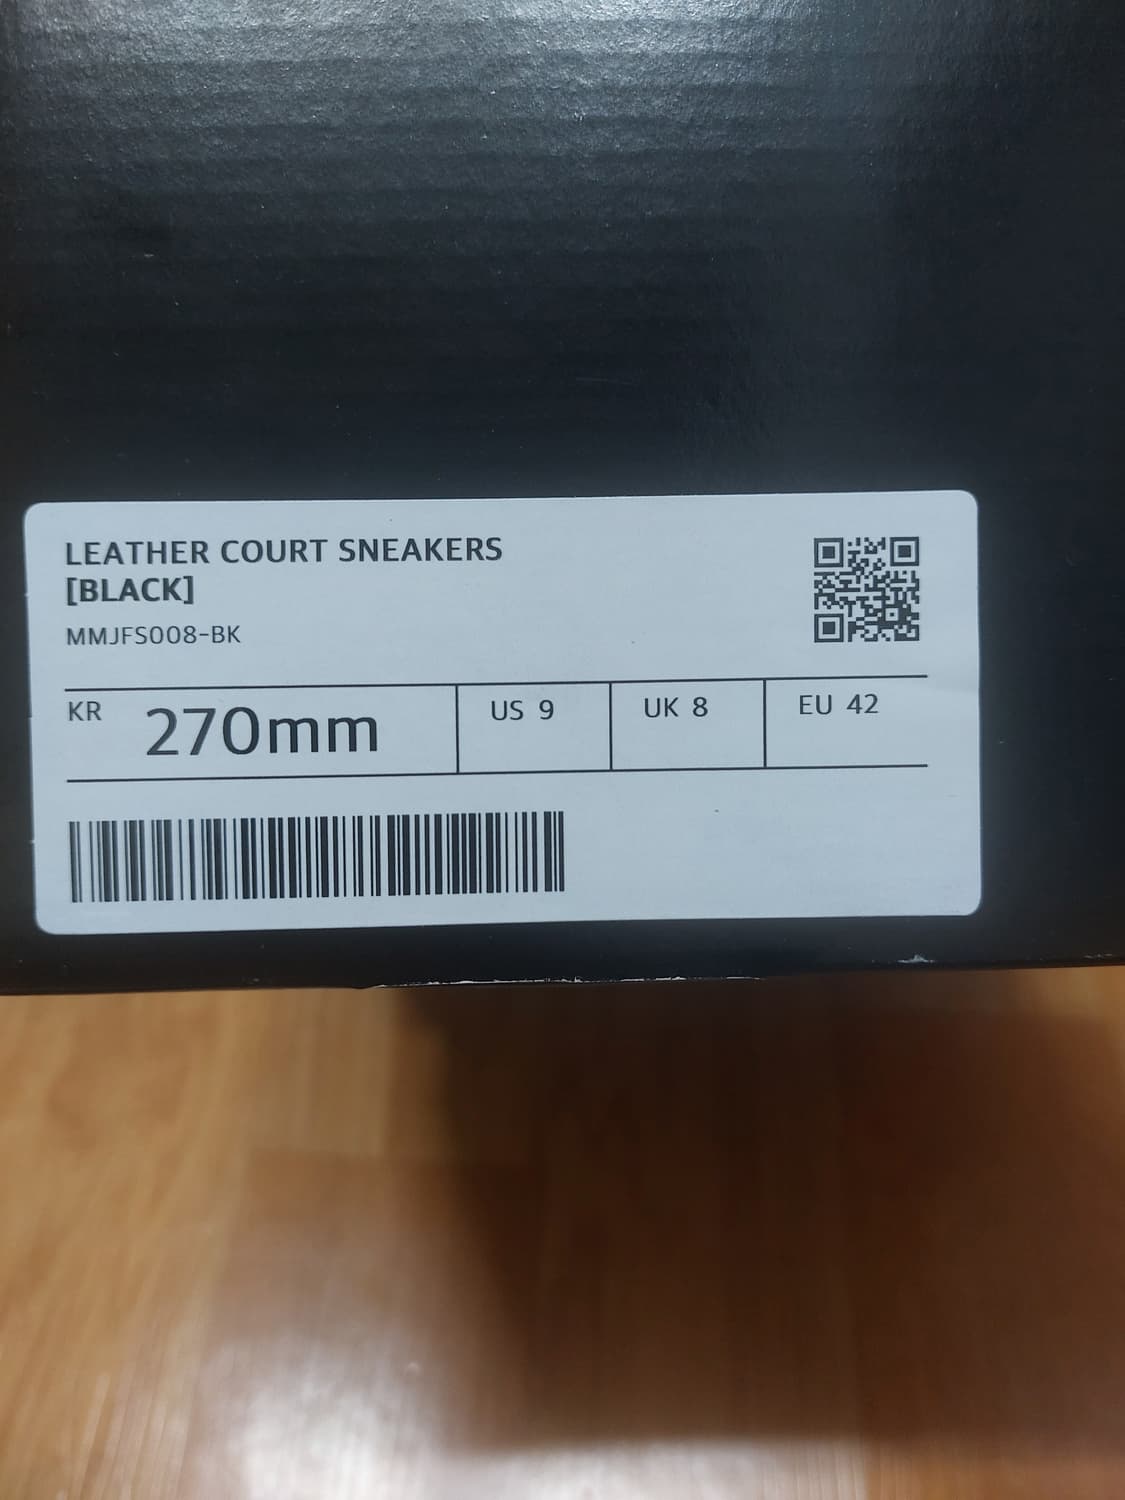 LEATHER COURT SNEAKERS
[BLACK]
MMJFS008-BK
KR 270mm US 9 UK 8 EU 42